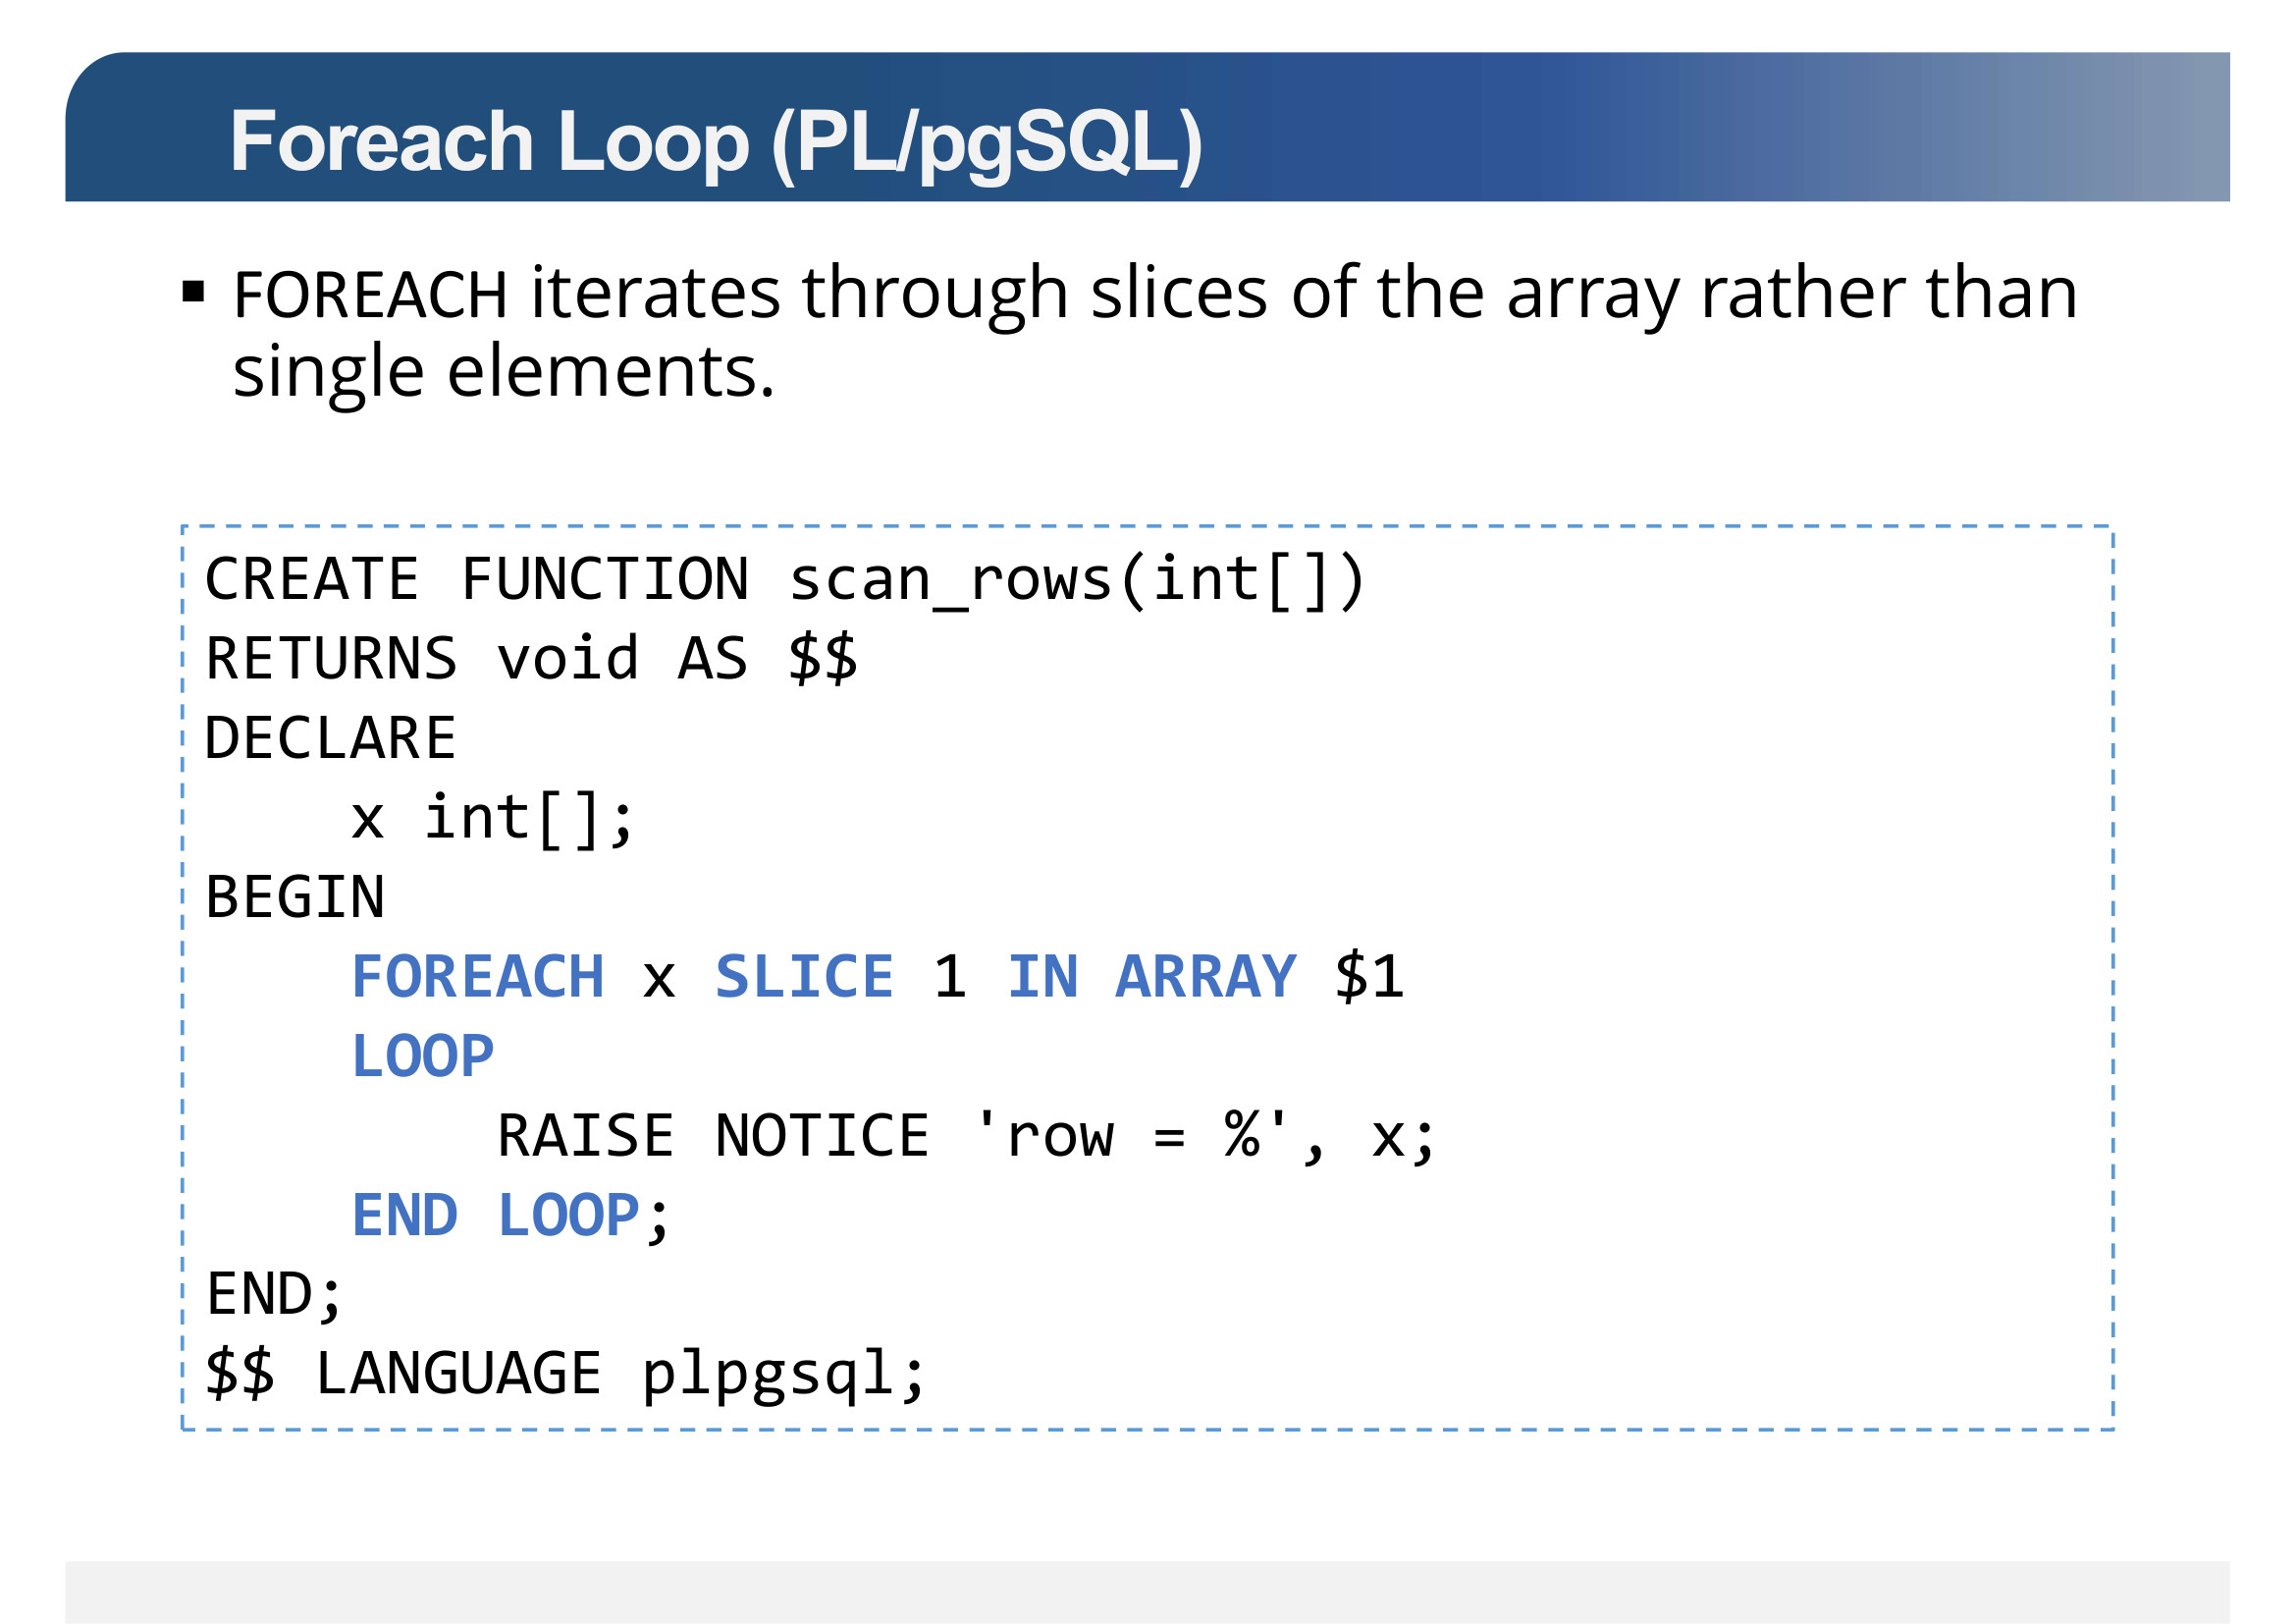 Foreach Loop (PL/pgSQL)
▪ FOREACH iterates through slices of the array rather than
single elements.
CREATE FUNCTION scan_rows(int[])
RETURNS void AS $$
DECLARE
    x int[];
BEGIN
    FOREACH x SLICE 1 IN ARRAY $1
    LOOP
        RAISE NOTICE 'row = %', x;
    END LOOP;
END;
$$ LANGUAGE plpgsql;